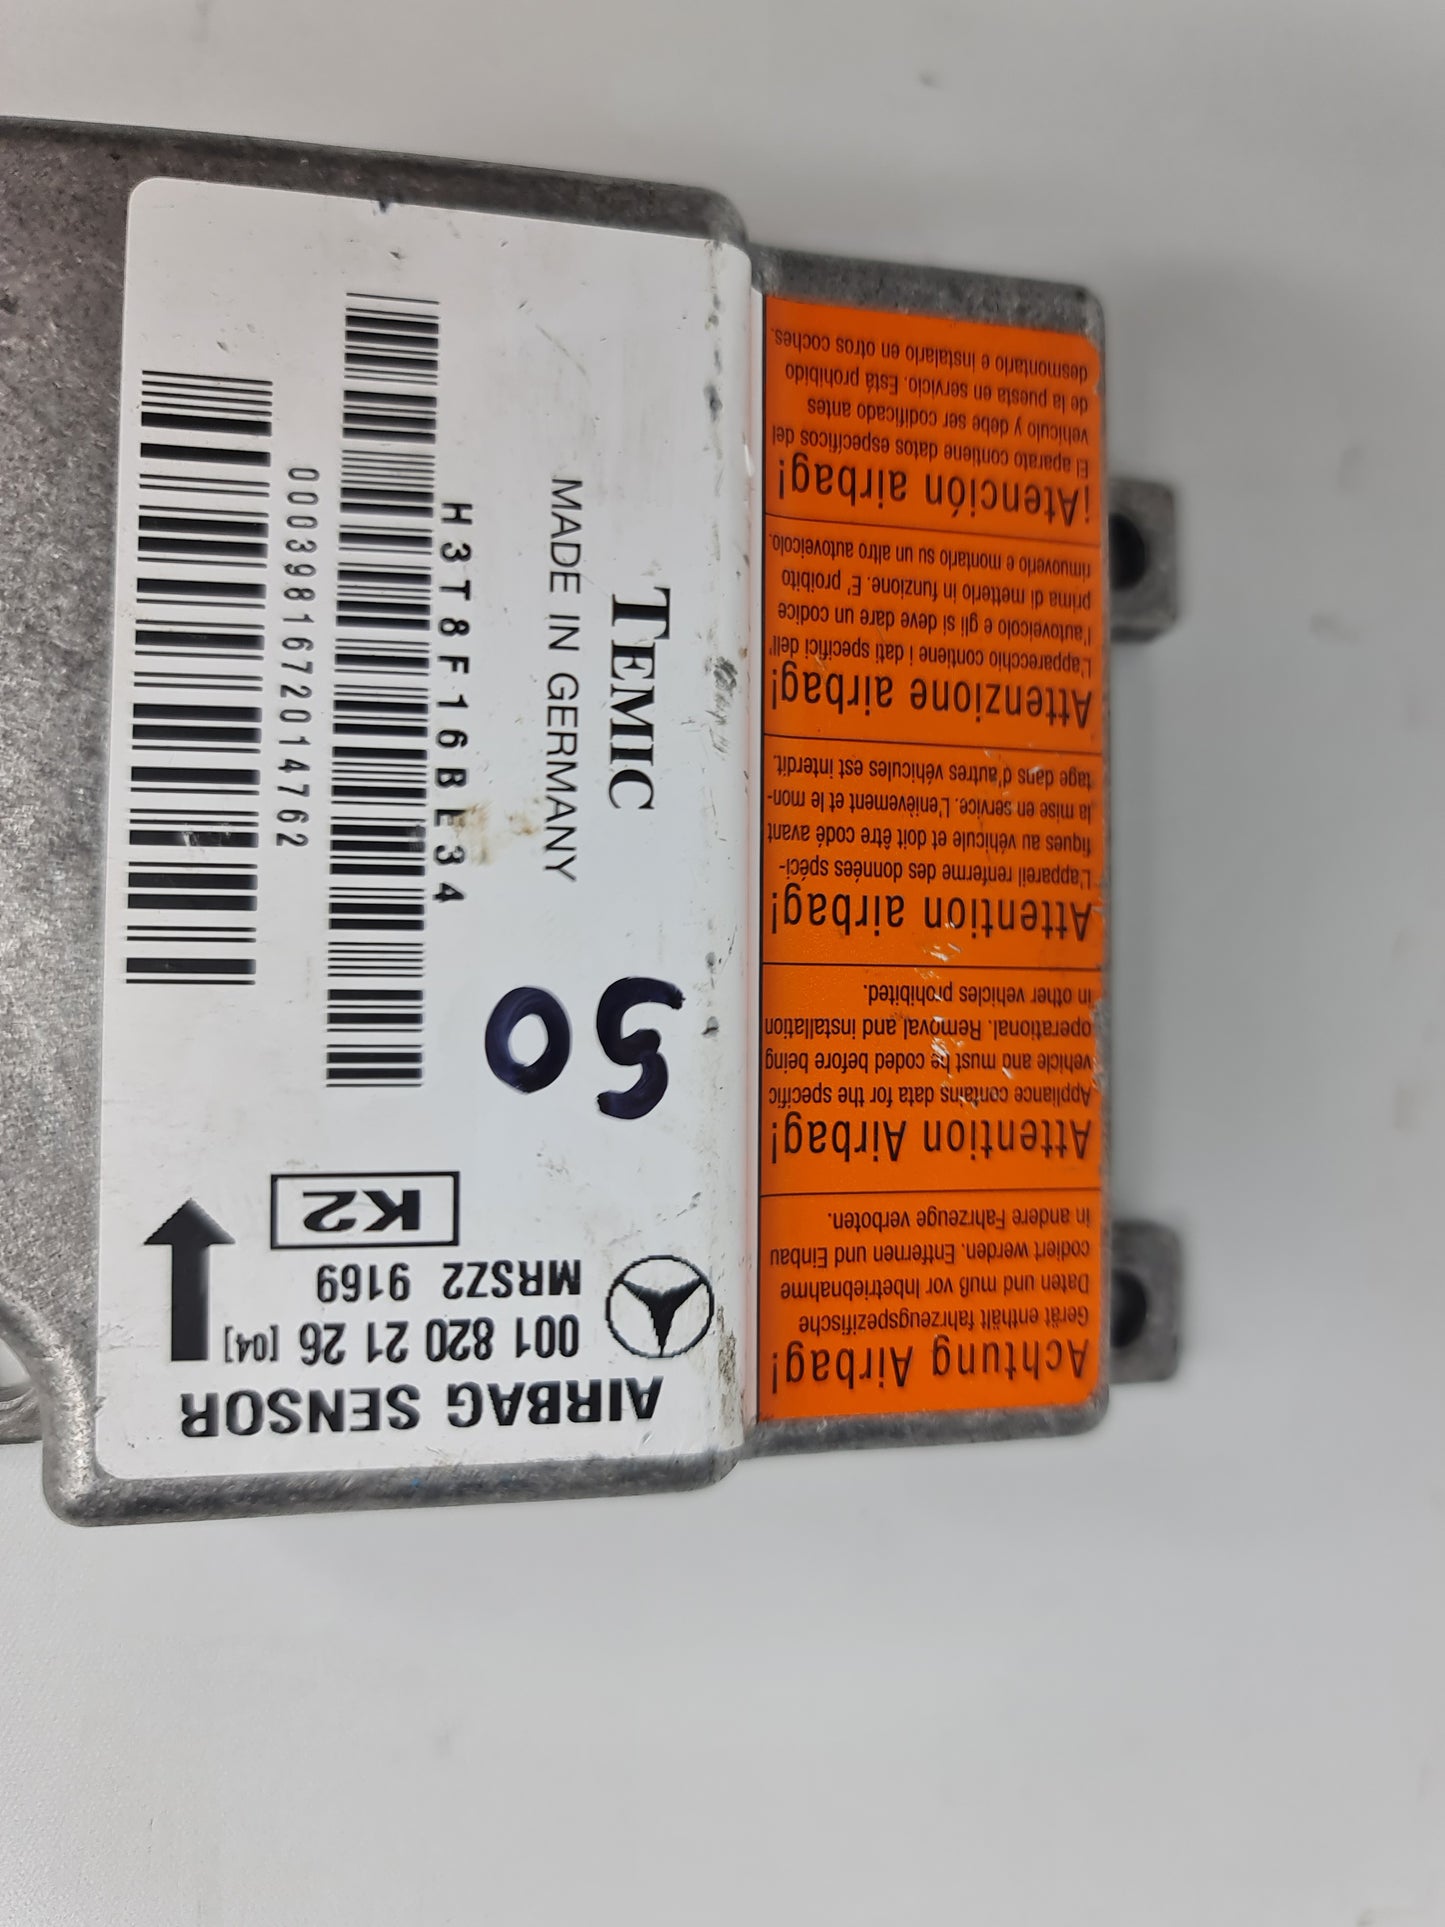 AIRBAG SENSOR
001 820 21 26 [04]
MRSZ2 9169
K2
50
TEMIC
MADE IN GERMANY
H3T8F16BE34
0003981672014762
Achtung Airbag!
Gerät enthält fahrzeugspezifische
Daten und muß vor Inbetriebnahme
codiert werden. Entfernen und Einbau
in andere Fahrzeuge verboten.
Attention Airbag!
Appliance contains data for the specific
vehicle and must be coded before being
operational. Removal and installation
in other vehicles prohibited.
Attention airbag!
L'appareil renferme des données spéci-
fiques au véhicule et doit être codé avant
la mise en service. L'enièvement et le mon-
tage dans d'autres véhicules est interdit.
Attenzione airbag!
L'apparecchio contiene i dati specifici dell'
l'autoveicolo e gli si deve dare un codice
prima di metterlo in funzione. E' proibito
rimuoverlo e montarlo su un altro autoveicolo.
¡Atención airbag!
El aparato contiene datos específicos del
vehículo y debe ser codificado antes
de la puesta en servicio. Está prohibido
desmontarlo e instalarlo en otros coches.